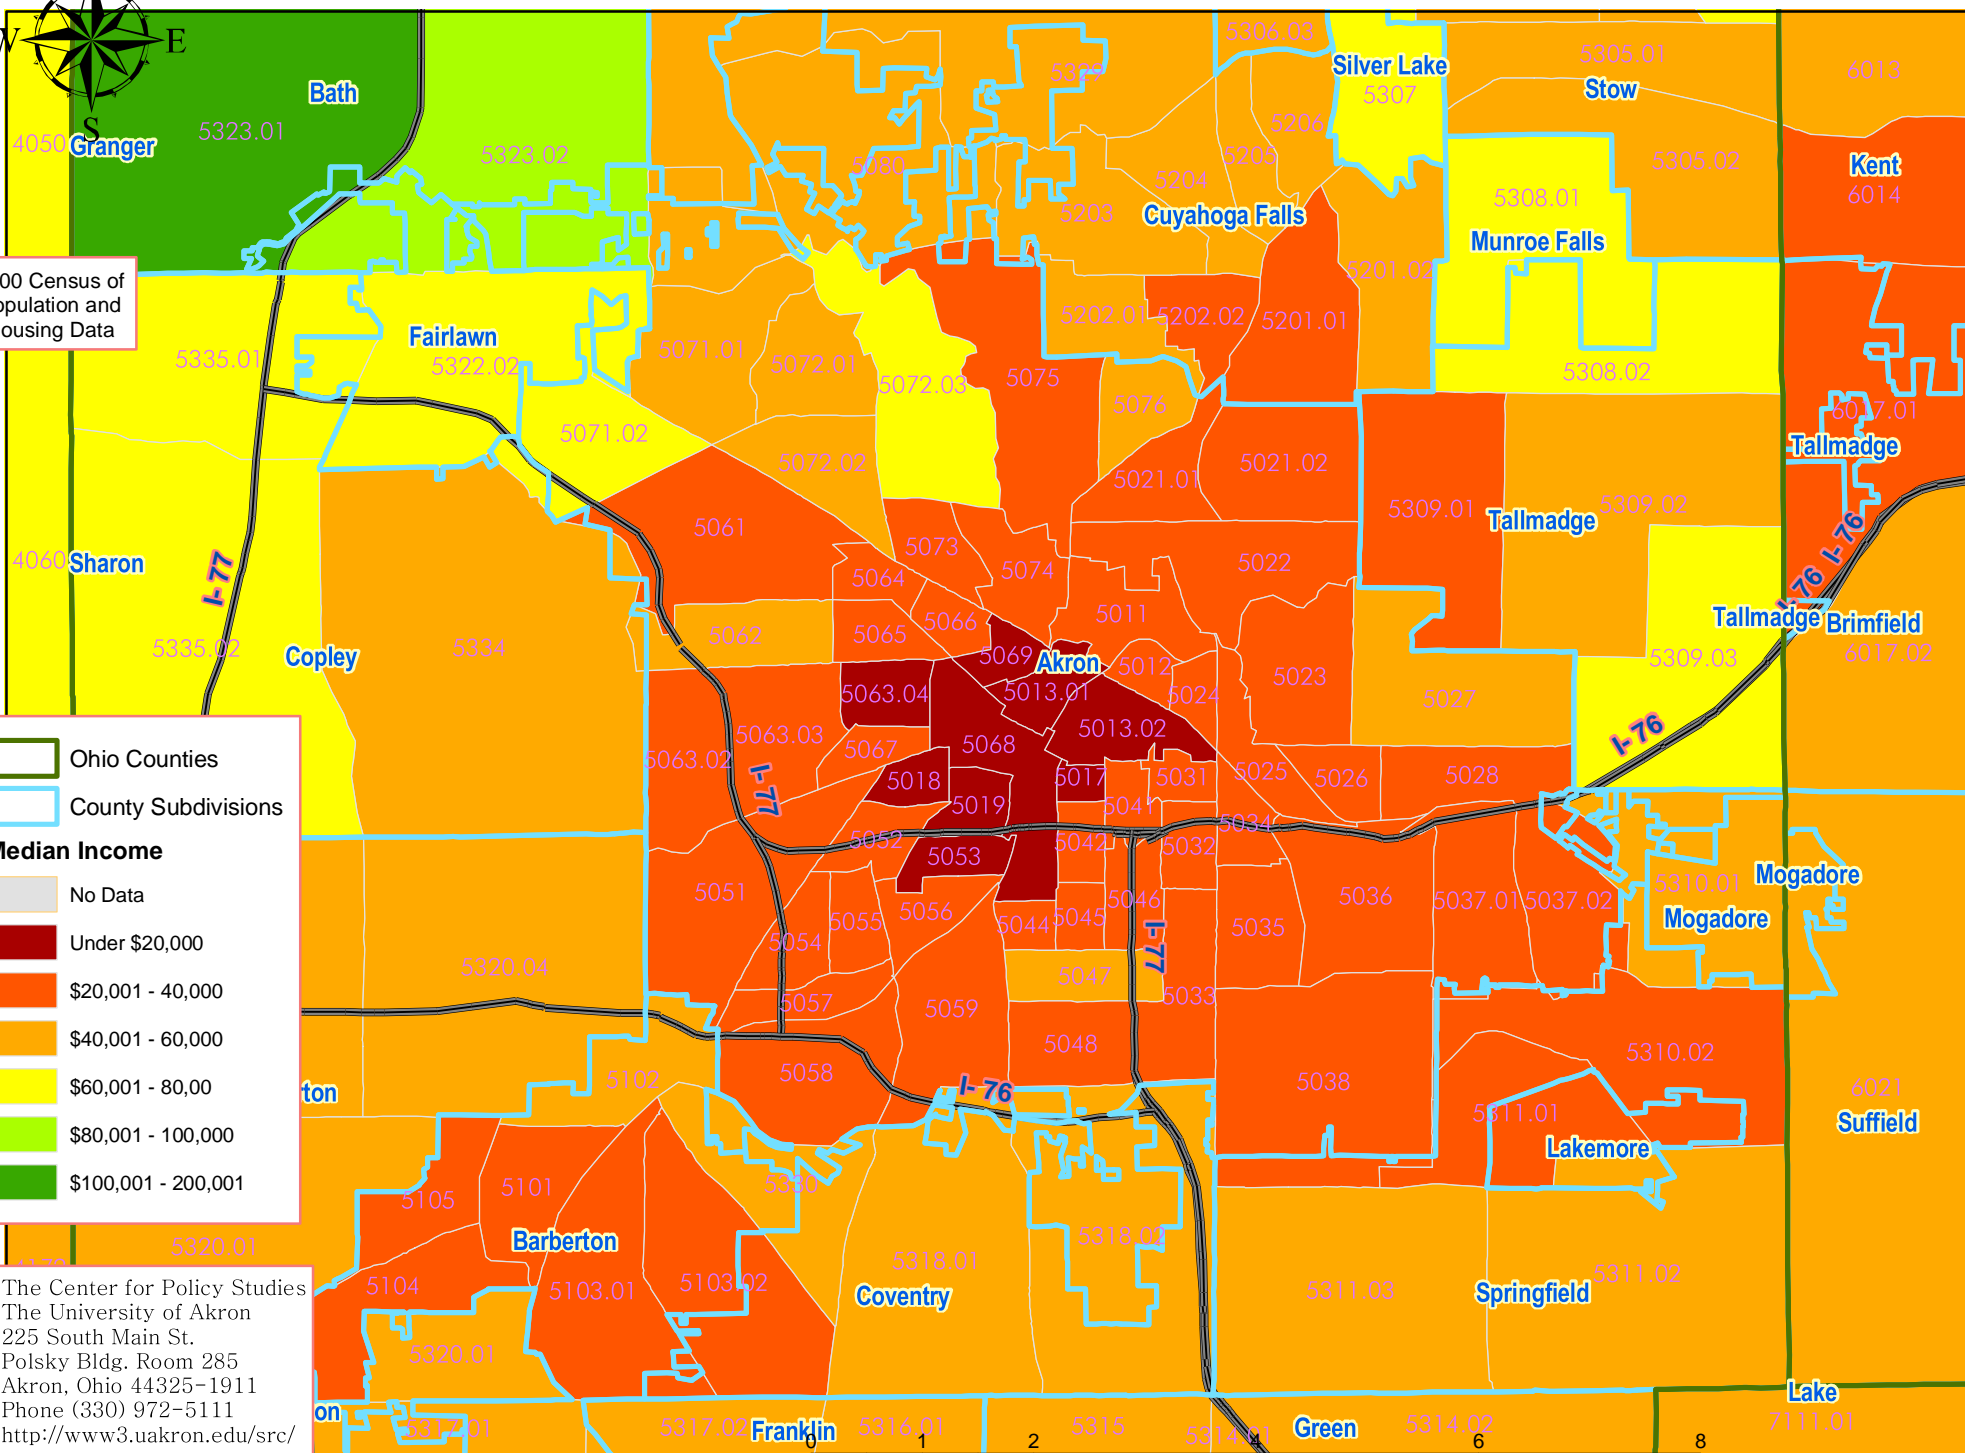 W
E
S
Bath
5323.01
5323.02
4050
Granger
5306.03
Silver Lake
5307
5305.01
Stow
6013
5329
5206
5205
5080
5204
5203
Cuyahoga Falls
5308.01
Munroe Falls
5305.02
Kent
6014
00 Census of
pulation and
ousing Data
5335.01
Fairlawn
5322.02
5071.01
5072.01
5072.03
5075
5202.01
5202.02
5201.01
5201.02
5308.02
5076
5071.02
5072.02
5021.01
5021.02
6017.01
Tallmadge
5061
5073
5074
5022
5309.01
Tallmadge
5309.02
I-76
I-76
4060
Sharon
I-77
5064
5066
5065
5062
5011
5335.02
Copley
5334
5069
Akron
5012
5024
5023
5027
5309.03
Tallmadge
Brimfield
6017.02
5063.04
5013.01
5013.02
5063.03
5063.02
5067
5068
5018
5019
5017
5031
5041
5025
5026
5028
I-76
I-77
Ohio Counties
County Subdivisions
Median Income
No Data
Under $20,000
$20,001 - 40,000
$40,001 - 60,000
$60,001 - 80,00
$80,001 - 100,000
$100,001 - 200,001
5052
5053
5042
5032
5034
5051
5054
5055
5056
5044
5045
5046
5035
5036
5037.01
5037.02
5310.01
Mogadore
Mogadore
5320.04
5047
I-77
5033
5057
5059
5048
5058
5038
5310.02
5102
rton
I-76
5311.01
Lakemore
6021
Suffield
5105
5101
5330
Barberton
5320.01
5104
5103.01
5103.02
5318.01
5318.02
Coventry
5311.03
Springfield
5311.02
The Center for Policy Studies
The University of Akron
225 South Main St.
Polsky Bldg. Room 285
Akron, Ohio 44325-1911
Phone (330) 972-5111
http://www3.uakron.edu/src/
5320.01
on
5317.01
5317.02
Franklin
5316.01
5315
5314.01
Green
5314.02
Lake
7111.01
0
1
2
4
6
8